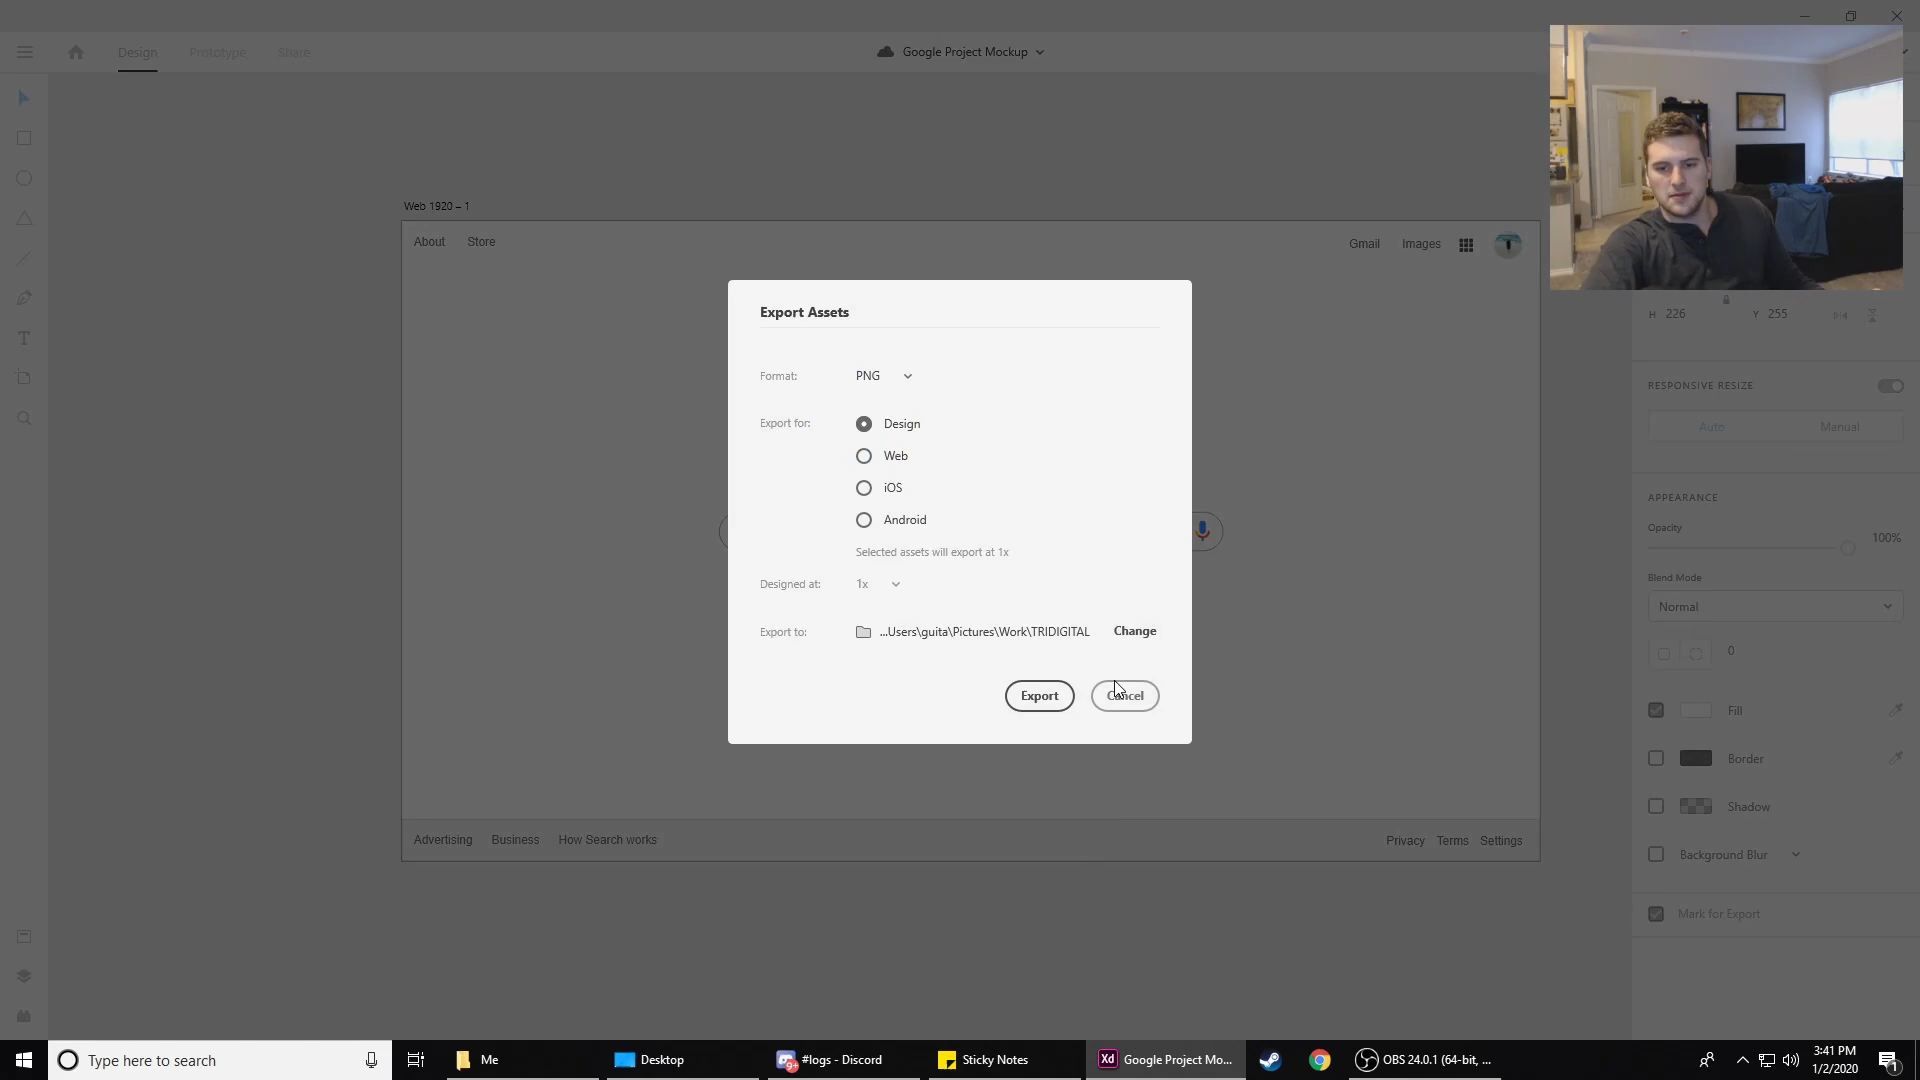 Design
Prototype
Share
Google Project Mockup
Web 1920 – 1
About
Store
Gmail
Images
Export Assets
Format:
PNG
Export for:
Design
Web
iOS
Android
Selected assets will export at 1x
Designed at:
1x
Export to:
...Users\guita\Pictures\Work\TRIDIGITAL
Change
Export
Cancel
Advertising
Business
How Search works
Privacy
Terms
Settings
H 226
Y 255
RESPONSIVE RESIZE
Auto
Manual
APPEARANCE
Opacity
100%
Blend Mode
Normal
0
Fill
Border
Shadow
Background Blur
Mark for Export
Type here to search
Me
Desktop
9+
#logs - Discord
Sticky Notes
Xd
Google Project Mo...
OBS 24.0.1 (64-bit, ...
3:41 PM
1/2/2020
1